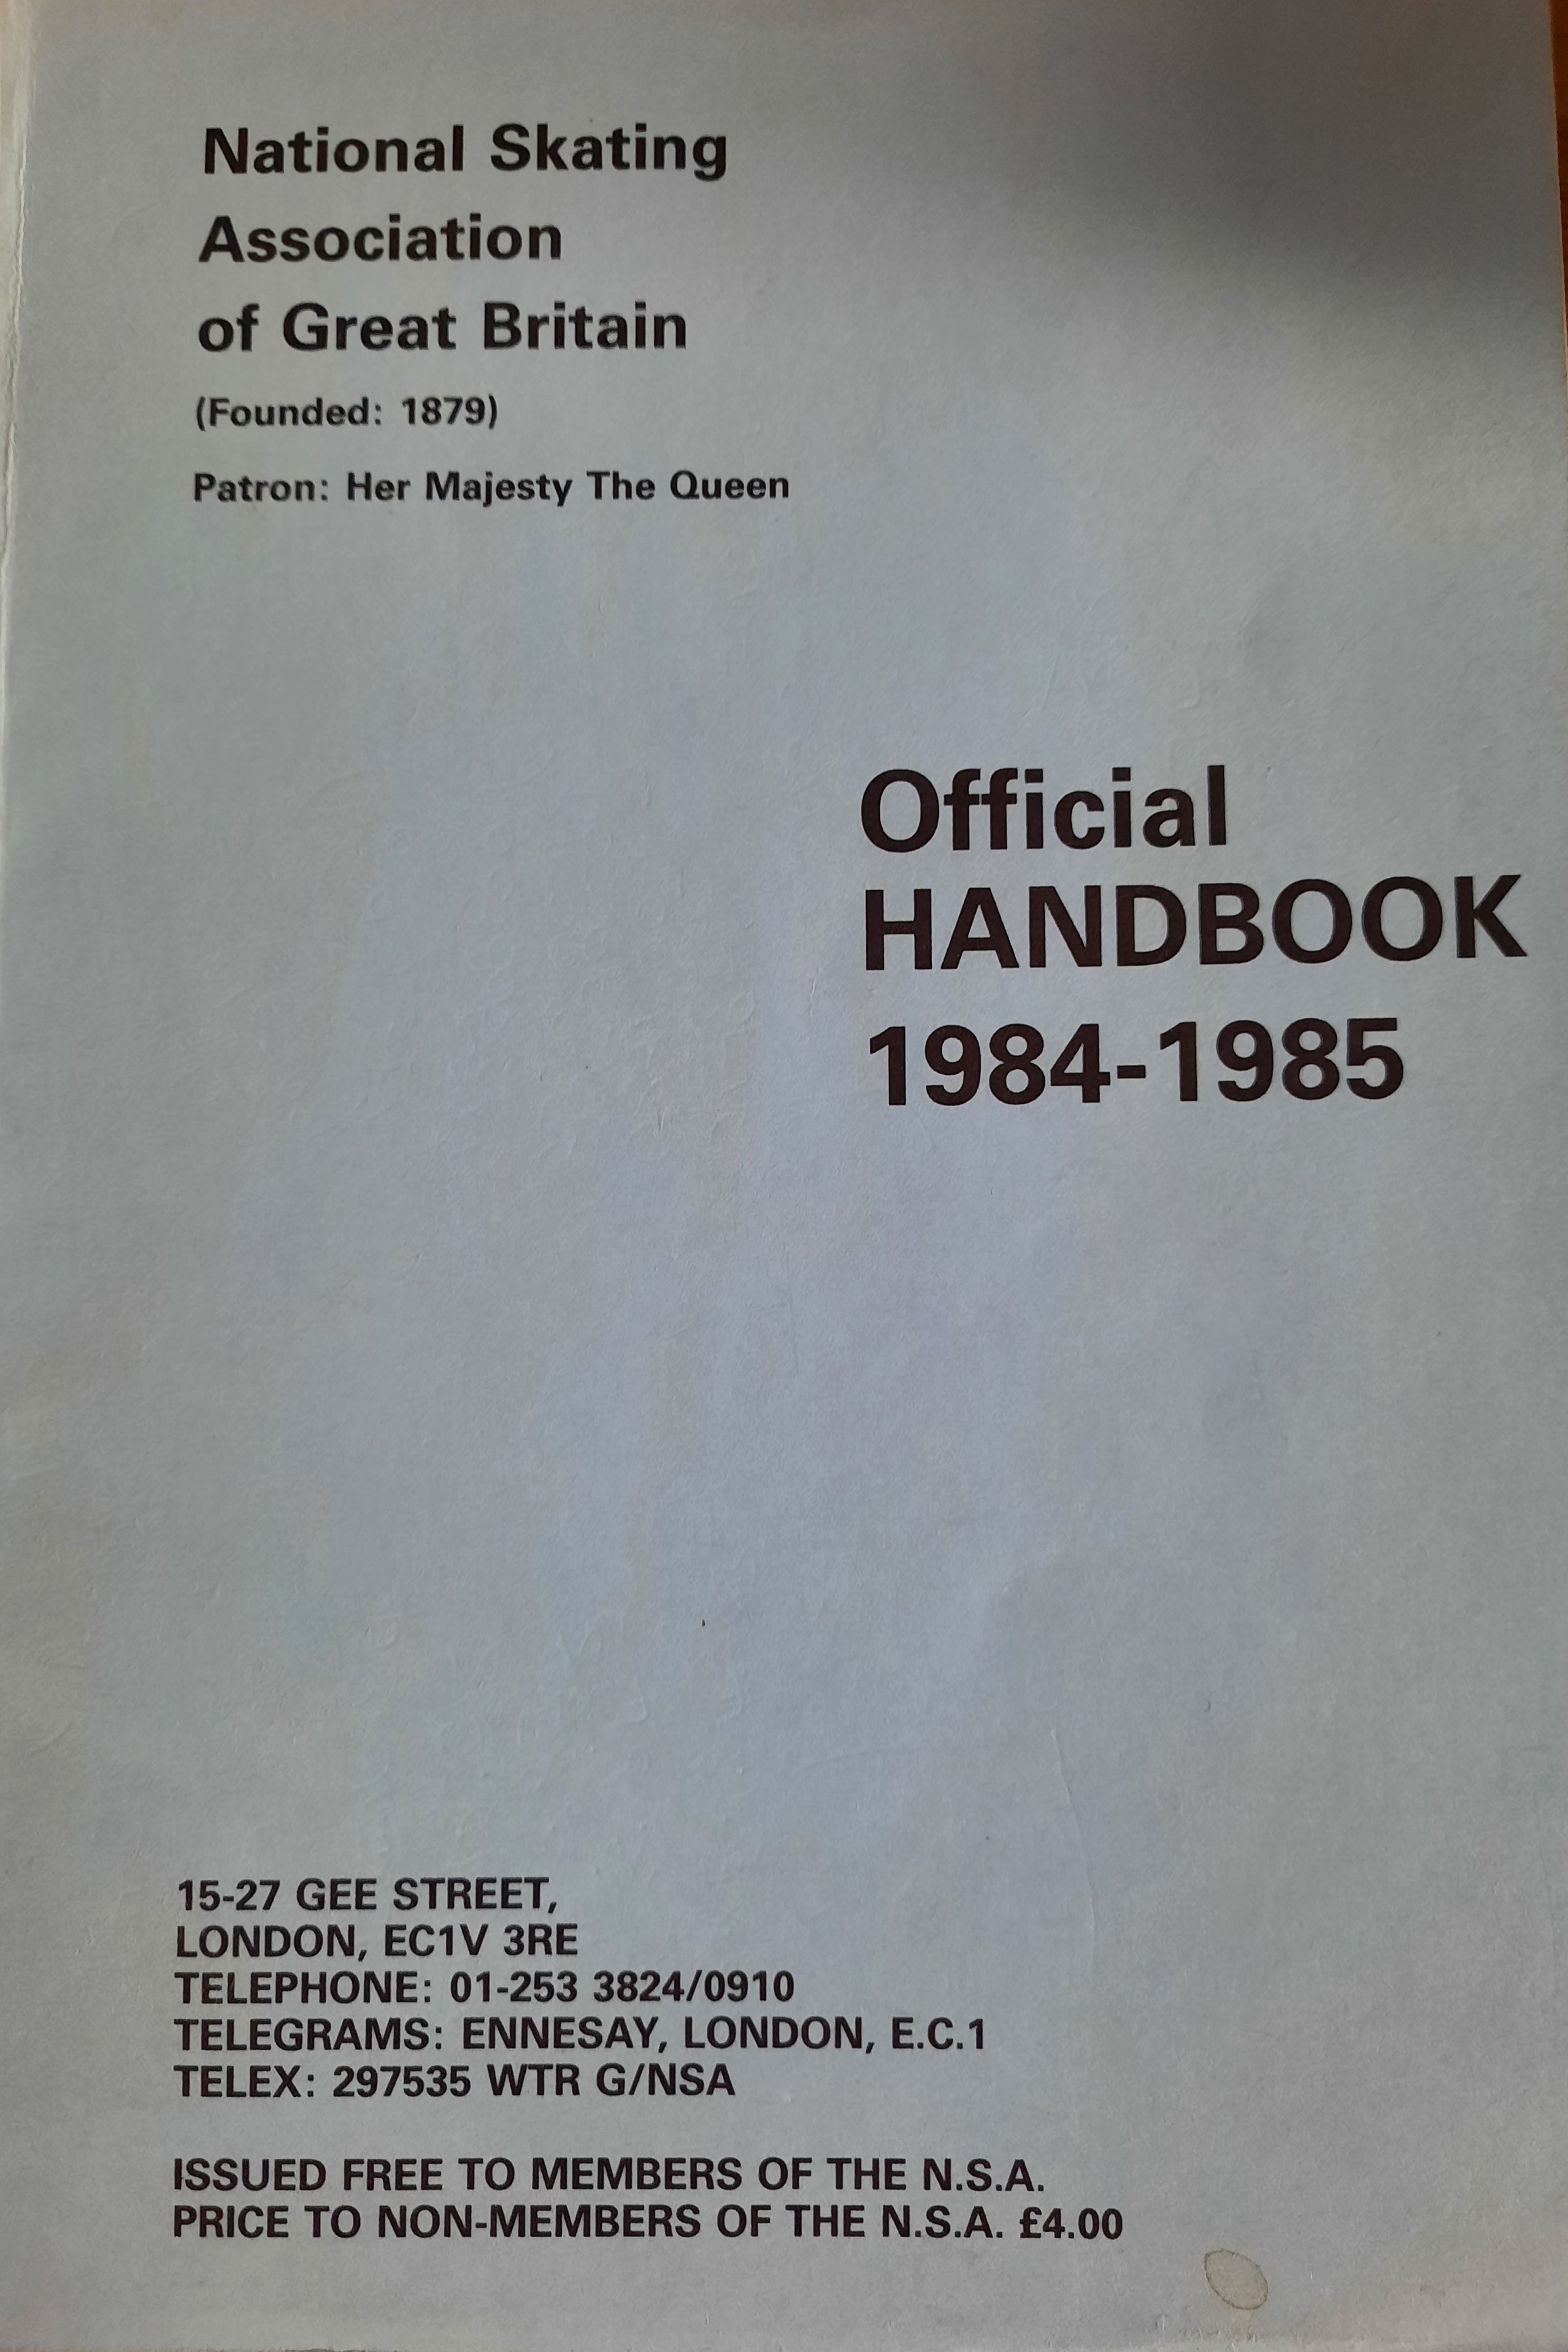 National Skating
Association
of Great Britain
(Founded: 1879)
Patron: Her Majesty The Queen
Official
HANDBOOK
1984-1985
15-27 GEE STREET,
LONDON, EC1V 3RE
TELEPHONE: 01-253 3824/0910
TELEGRAMS: ENNESAY, LONDON, E.C.1
TELEX: 297535 WTR G/NSA
ISSUED FREE TO MEMBERS OF THE N.S.A.
PRICE TO NON-MEMBERS OF THE N.S.A. £4.00